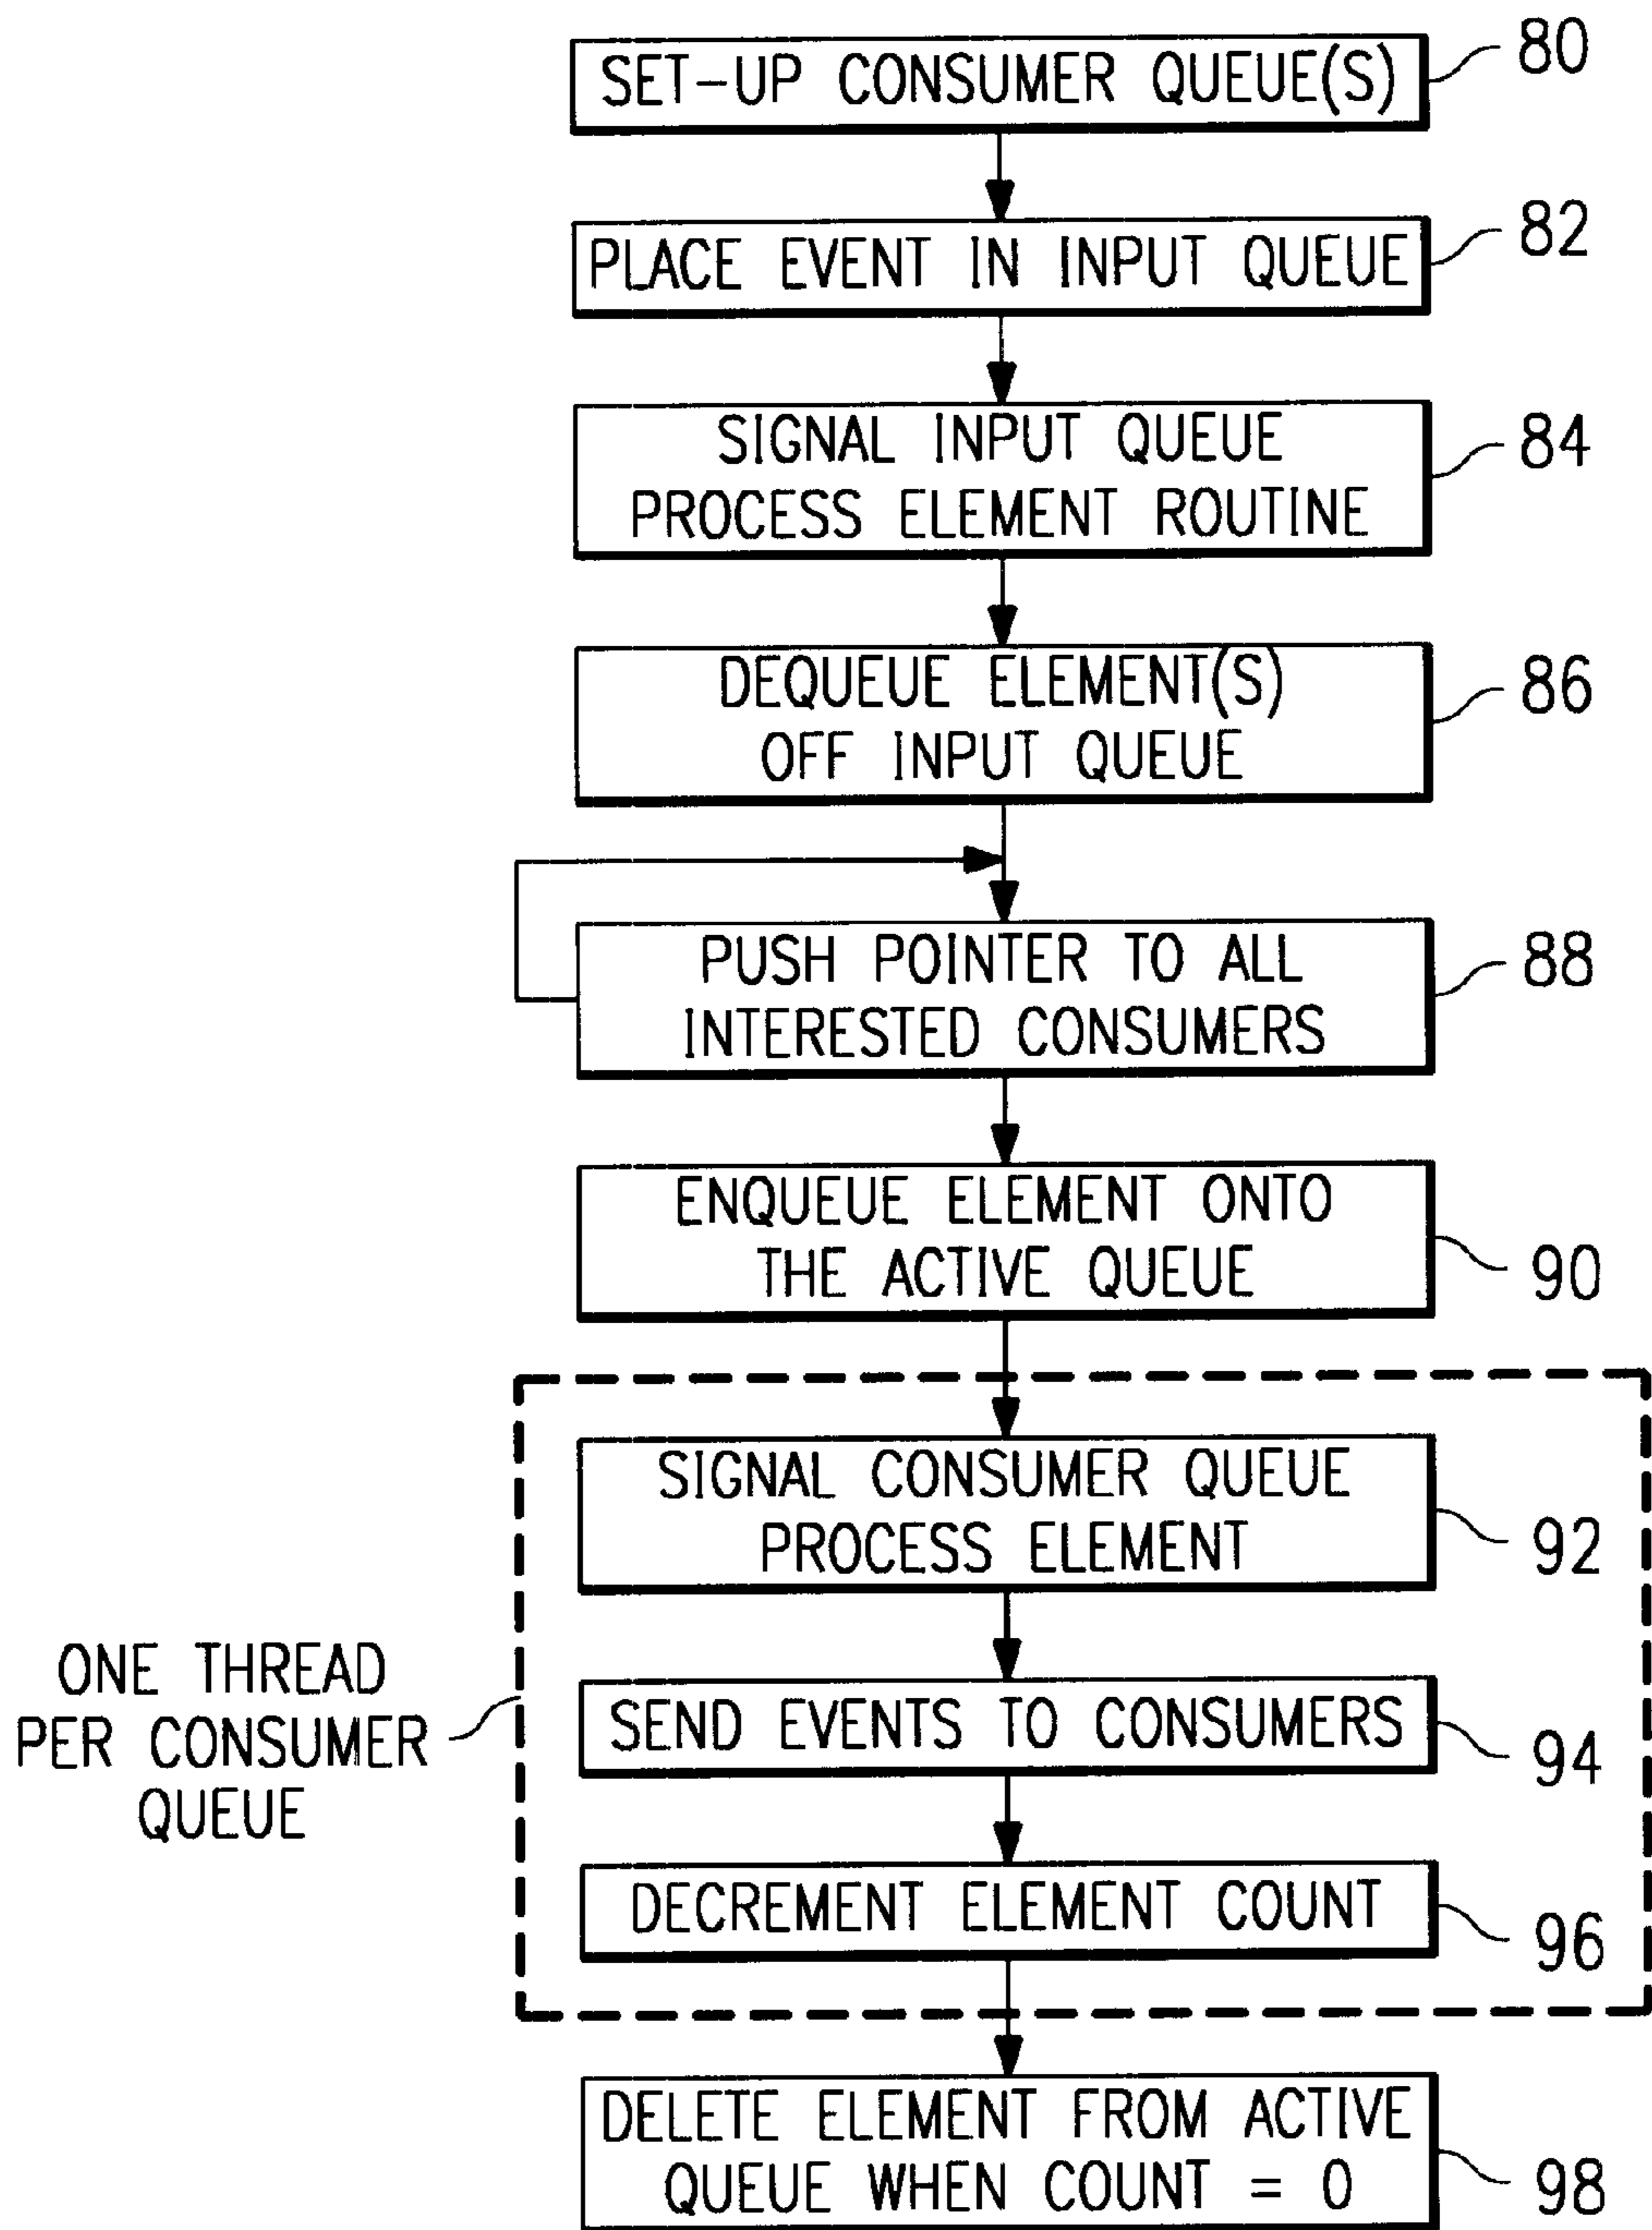 SET-UP CONSUMER QUEUE(S)
80
PLACE EVENT IN INPUT QUEUE
82
SIGNAL INPUT QUEUE
PROCESS ELEMENT ROUTINE
84
DEQUEUE ELEMENT(S)
OFF INPUT QUEUE
86
PUSH POINTER TO ALL
INTERESTED CONSUMERS
88
ENQUEUE ELEMENT ONTO
THE ACTIVE QUEUE
90
SIGNAL CONSUMER QUEUE
PROCESS ELEMENT
92
ONE THREAD
PER CONSUMER
QUEUE
SEND EVENTS TO CONSUMERS
94
DECREMENT ELEMENT COUNT
96
DELETE ELEMENT FROM ACTIVE
QUEUE WHEN COUNT = 0
98